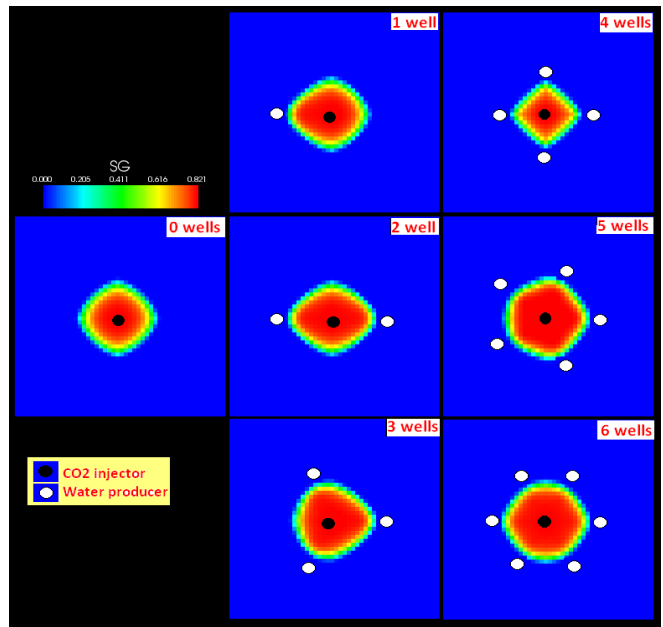 1 well
4 wells
SG
0.000 0.205 0.411 0.616 0.821
0 wells
2 well
5 wells
3 wells
6 wells
CO2 injector
Water producer